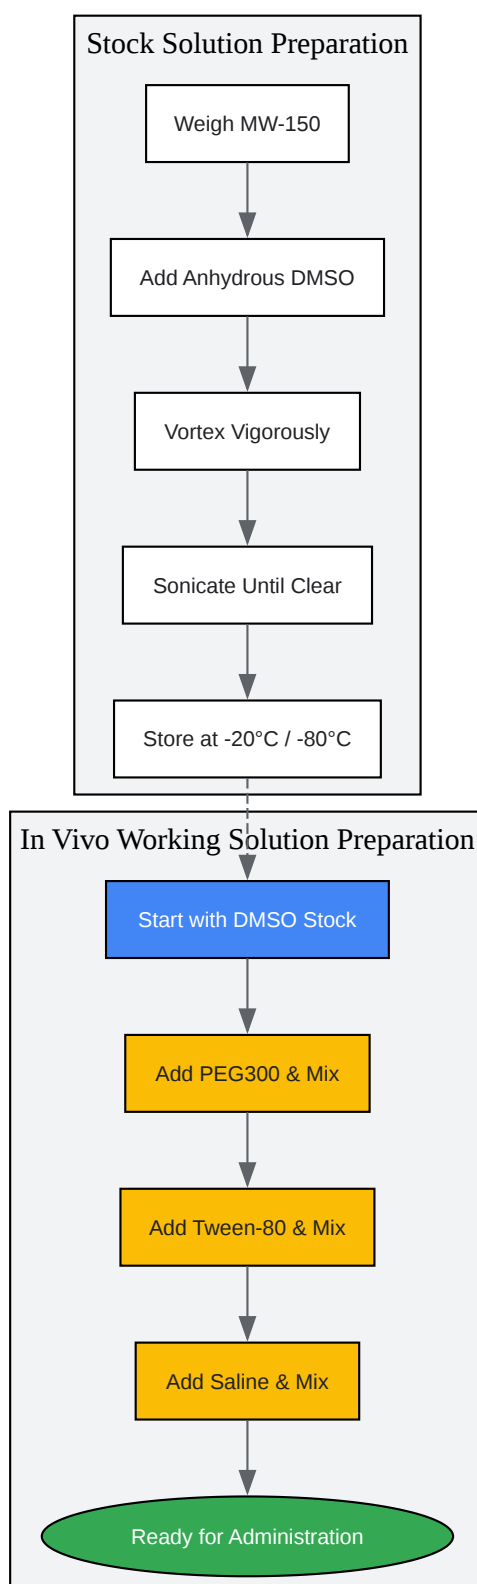 Stock Solution Preparation
Weigh MW-150
Add Anhydrous DMSO
Vortex Vigorously
Sonicate Until Clear
Store at -20°C / -80°C
In Vivo Working Solution Preparation
Start with DMSO Stock
Add PEG300 & Mix
Add Tween-80 & Mix
Add Saline & Mix
Ready for Administration